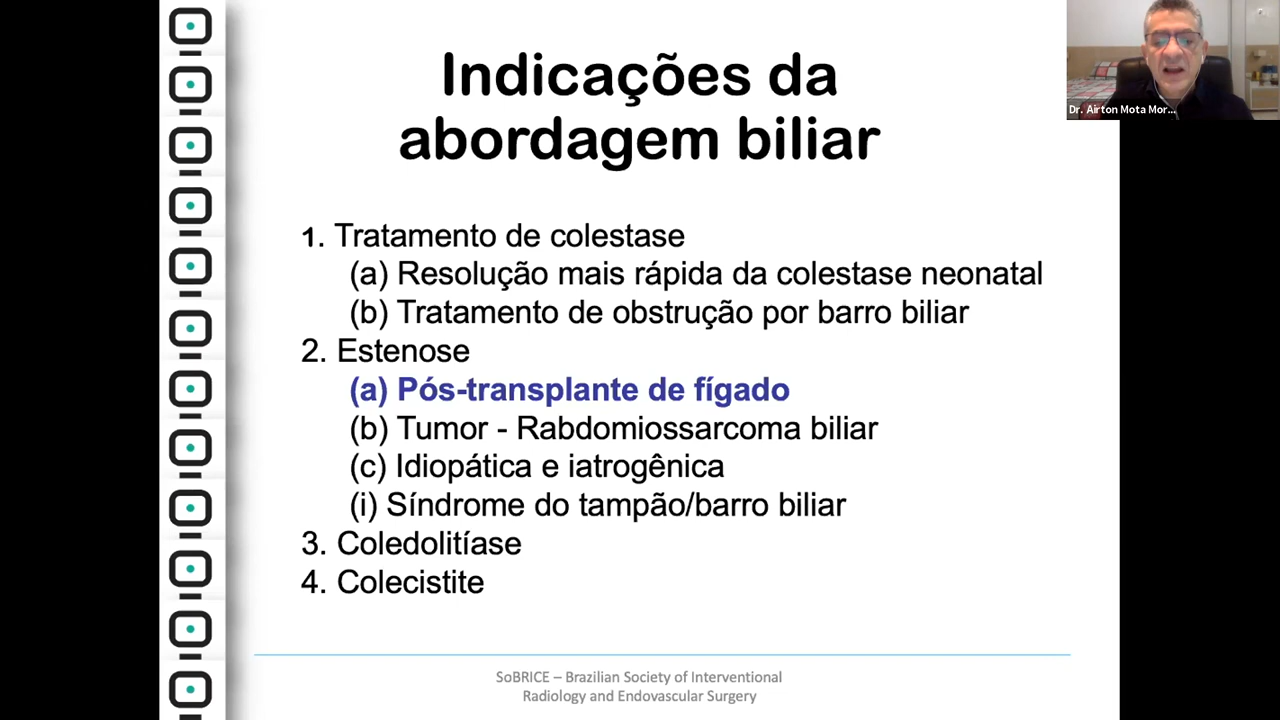 Indicações da
abordagem biliar
Dr. Airton Mota Mor...
1. Tratamento de colestase
(a) Resolução mais rápida da colestase neonatal
(b) Tratamento de obstrução por barro biliar
2. Estenose
(a) Pós-transplante de fígado
(b) Tumor - Rabdomiossarcoma biliar
(c) Idiopática e iatrogênica
(i) Síndrome do tampão/barro biliar
3. Coledolitíase
4. Colecistite
SoBRICE – Brazilian Society of Interventional
Radiology and Endovascular Surgery